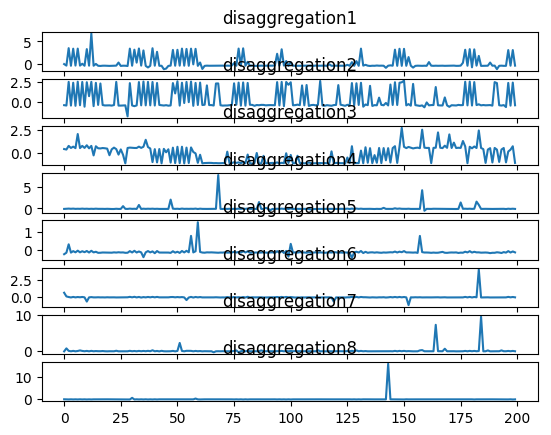 disaggregation1
5
0
disaggregation2
2.5
0.0
disaggregation3
2.5
0.0
disaggregation4
5
0
disaggregation5
1
0
disaggregation6
2.5
0.0
disaggregation7
10
0
disaggregation8
10
0
0 25 50 75 100 125 150 175 200